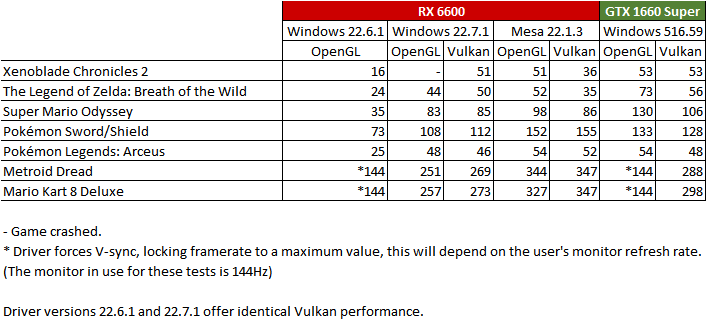 RX 6600 GTX 1660 Super
Windows 22.6.1 Windows 22.7.1 Mesa 22.1.3 Windows 516.59
OpenGL OpenGL Vulkan OpenGL Vulkan OpenGL Vulkan
Xenoblade Chronicles 2 16 - 51 51 36 53 53
The Legend of Zelda: Breath of the Wild 24 44 50 52 35 73 56
Super Mario Odyssey 35 83 85 98 86 130 106
Pokémon Sword/Shield 73 108 112 152 155 133 128
Pokémon Legends: Arceus 25 48 46 54 52 54 48
Metroid Dread *144 251 269 344 347 *144 288
Mario Kart 8 Deluxe *144 257 273 327 347 *144 298
- Game crashed.
* Driver forces V-sync, locking framerate to a maximum value, this will depend on the user's monitor refresh rate.
(The monitor in use for these tests is 144Hz)
Driver versions 22.6.1 and 22.7.1 offer identical Vulkan performance.